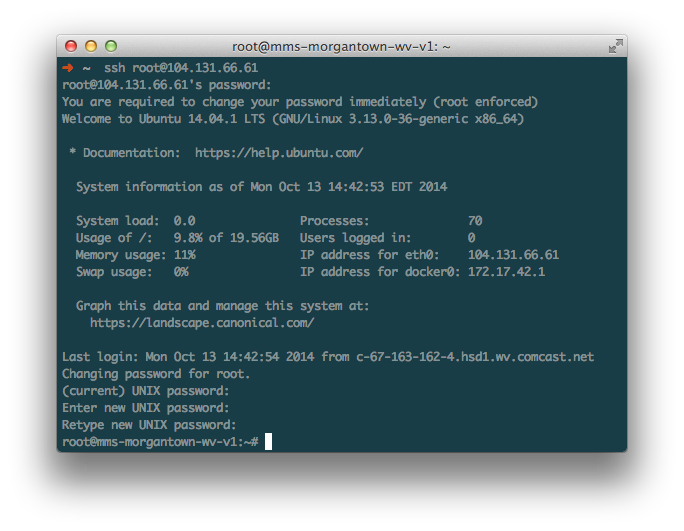 root@mms-morgantown-wv-v1: ~
➜ ~ ssh root@104.131.66.61
root@104.131.66.61's password:
You are required to change your password immediately (root enforced)
Welcome to Ubuntu 14.04.1 LTS (GNU/Linux 3.13.0-36-generic x86_64)
* Documentation: https://help.ubuntu.com/
System information as of Mon Oct 13 14:42:53 EDT 2014
System load: 0.0 Processes: 70
Usage of /: 9.8% of 19.56GB Users logged in: 0
Memory usage: 11% IP address for eth0: 104.131.66.61
Swap usage: 0% IP address for docker0: 172.17.42.1
Graph this data and manage this system at:
https://landscape.canonical.com/
Last login: Mon Oct 13 14:42:54 2014 from c-67-163-162-4.hsd1.wv.comcast.net
Changing password for root.
(current) UNIX password:
Enter new UNIX password:
Retype new UNIX password:
root@mms-morgantown-wv-v1:~#